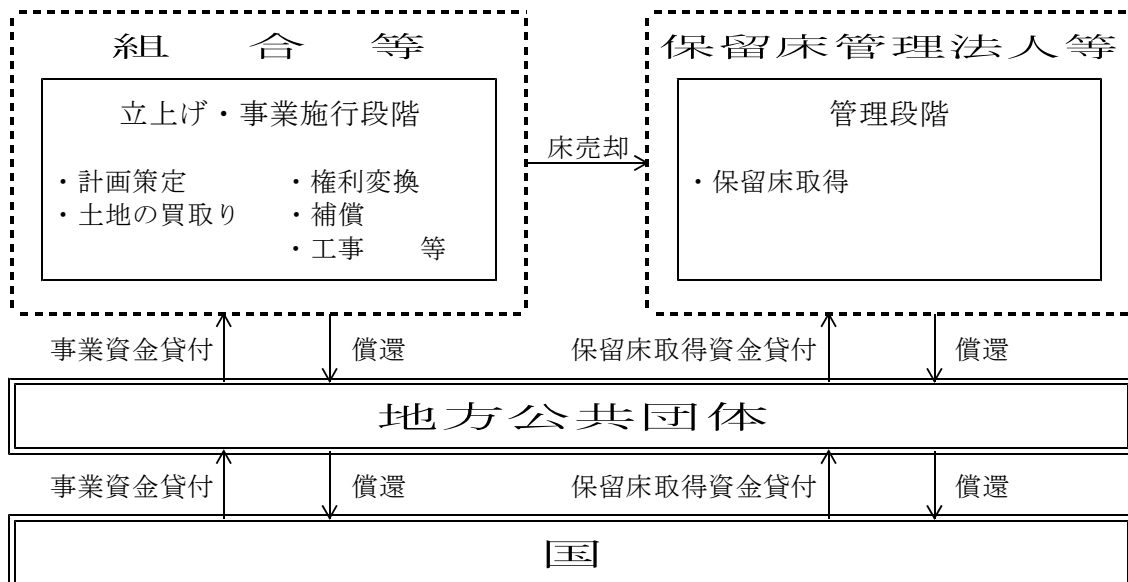 組合等
立上げ・事業施行段階
・計画策定
・土地の買取り
・権利変換
・補償
・工事　等
床売却
保留床管理法人等
管理段階
・保留床取得
事業資金貸付
償還
保留床取得資金貸付
償還
地方公共団体
事業資金貸付
償還
保留床取得資金貸付
償還
国